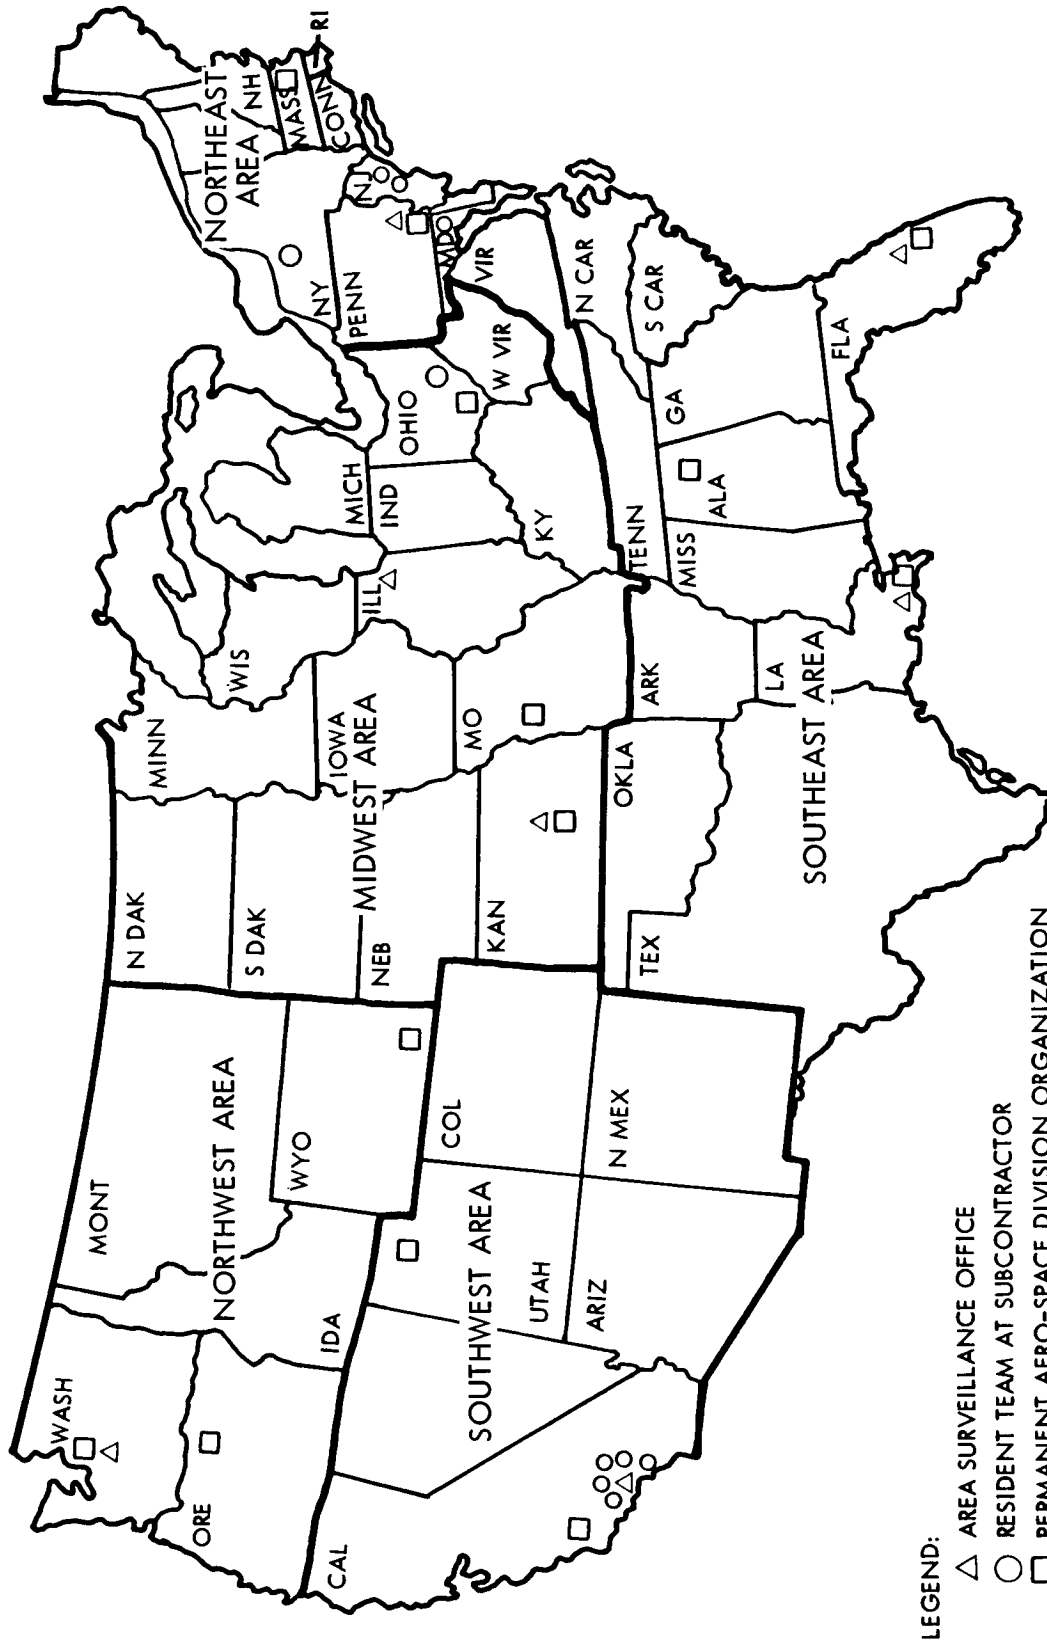 WASH
MONT
N DAK
MINN
ORE
IDA
NORTHWEST AREA
WYO
S DAK
WIS
MICH
NY
NORTHEAST
AREA
NH
MASS
CONN
RI
CAL
SOUTHWEST AREA
UTAH
COL
NEB
MIDWEST AREA
IOWA
ILL
IND
OHIO
PENN
NJ
MD
KAN
MO
KY
W VIR
VIR
ARIZ
N MEX
TEX
OKLA
ARK
TENN
N CAR
S CAR
SOUTHEAST AREA
LA
MISS
ALA
GA
FLA
LEGEND:
AREA SURVEILLANCE OFFICE
RESIDENT TEAM AT SUBCONTRACTOR
PERMANENT AERO-SPACE DIVISION ORGANIZATION